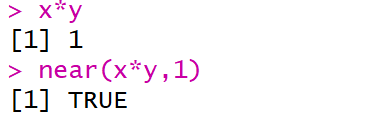 > x*y
[1] 1
> near(x*y,1)
[1] TRUE